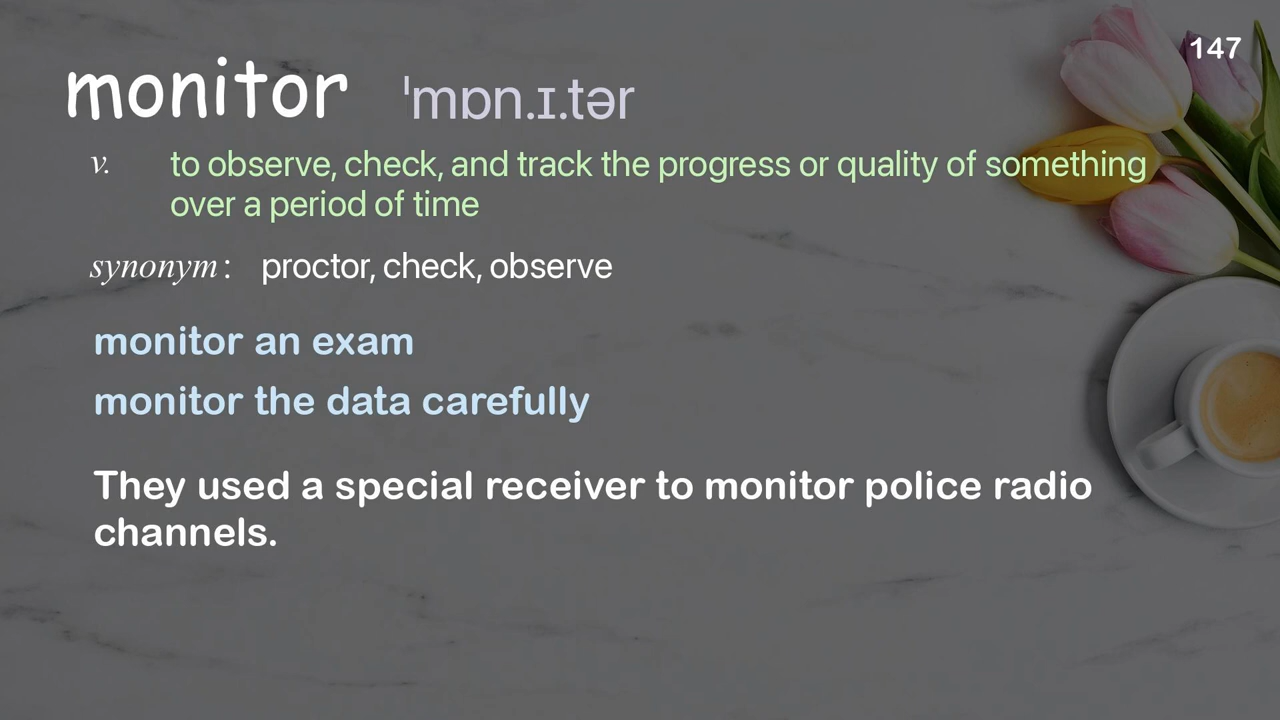 147
monitor ˈmɒn.ɪ.tər
v. to observe, check, and track the progress or quality of something
over a period of time
synonym: proctor, check, observe
monitor an exam
monitor the data carefully
They used a special receiver to monitor police radio
channels.